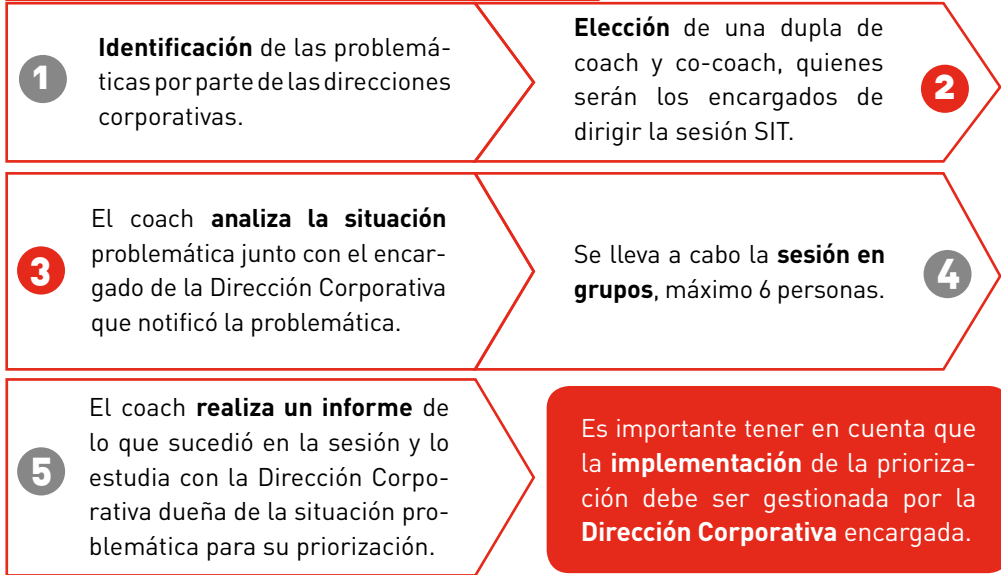 1
Identificación de las problemá-
ticas por parte de las direcciones
corporativas.
Elección de una dupla de
coach y co-coach, quienes
serán los encargados de
dirigir la sesión SIT.
2
3
El coach analiza la situación
problemática junto con el encar-
gado de la Dirección Corporativa
que notificó la problemática.
Se lleva a cabo la sesión en
grupos, máximo 6 personas.
4
5
El coach realiza un informe de
lo que sucedió en la sesión y lo
estudia con la Dirección Corpo-
rativa dueña de la situación pro-
blemática para su priorización.
Es importante tener en cuenta que
la implementación de la prioriza-
ción debe ser gestionada por la
Dirección Corporativa encargada.